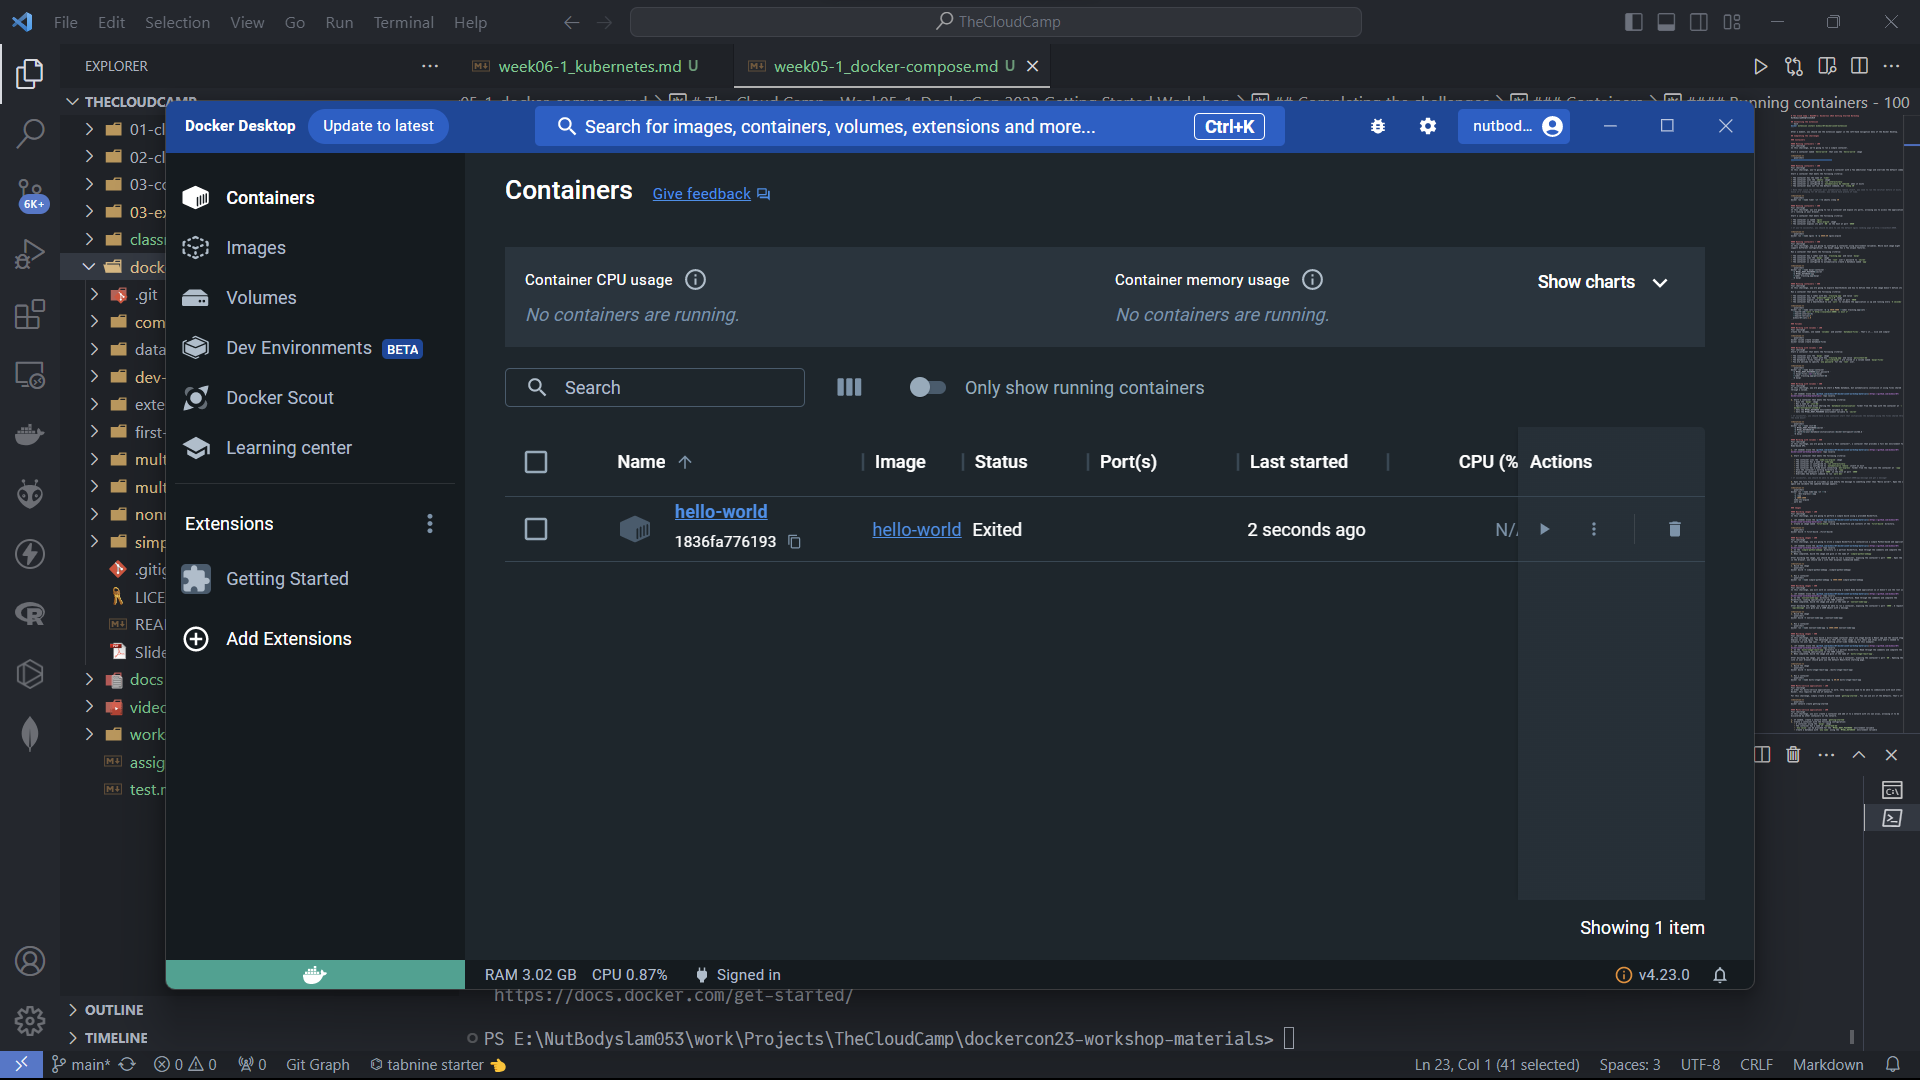 File Edit Selection View Go Run Terminal Help
TheCloudCamp
EXPLORER
week06-1_kubernetes.md U
week05-1_docker-compose.md U
THECLOUDCAMP
Running containers - 100
01-cl
02-cl
03-cc
03-ex
classr
dock
.git
com
data
dev-
exte
first-
mult
mult
nonr
simp
.gitig
LICE
REA
Slide
docs
video
work
assig
test.r
OUTLINE
TIMELINE
6K+
Docker Desktop
Update to latest
Search for images, containers, volumes, extensions and more...
Ctrl+K
nutbod...
Containers
Images
Volumes
Dev Environments BETA
Docker Scout
Learning center
Extensions
Getting Started
Add Extensions
Containers
Give feedback
Container CPU usage
No containers are running.
Container memory usage
No containers are running.
Show charts
Search
Only show running containers
Name Image Status Port(s) Last started CPU (% Actions
hello-world
1836fa776193
hello-world Exited 2 seconds ago N/
Showing 1 item
RAM 3.02 GB CPU 0.87% Signed in
v4.23.0
https://docs.docker.com/get-started/
PS E:\NutBodyslam053\work\Projects\TheCloudCamp\dockercon23-workshop-materials>
main* 0 0 0 Git Graph tabnine starter
Ln 23, Col 1 (41 selected) Spaces: 3 UTF-8 CRLF Markdown